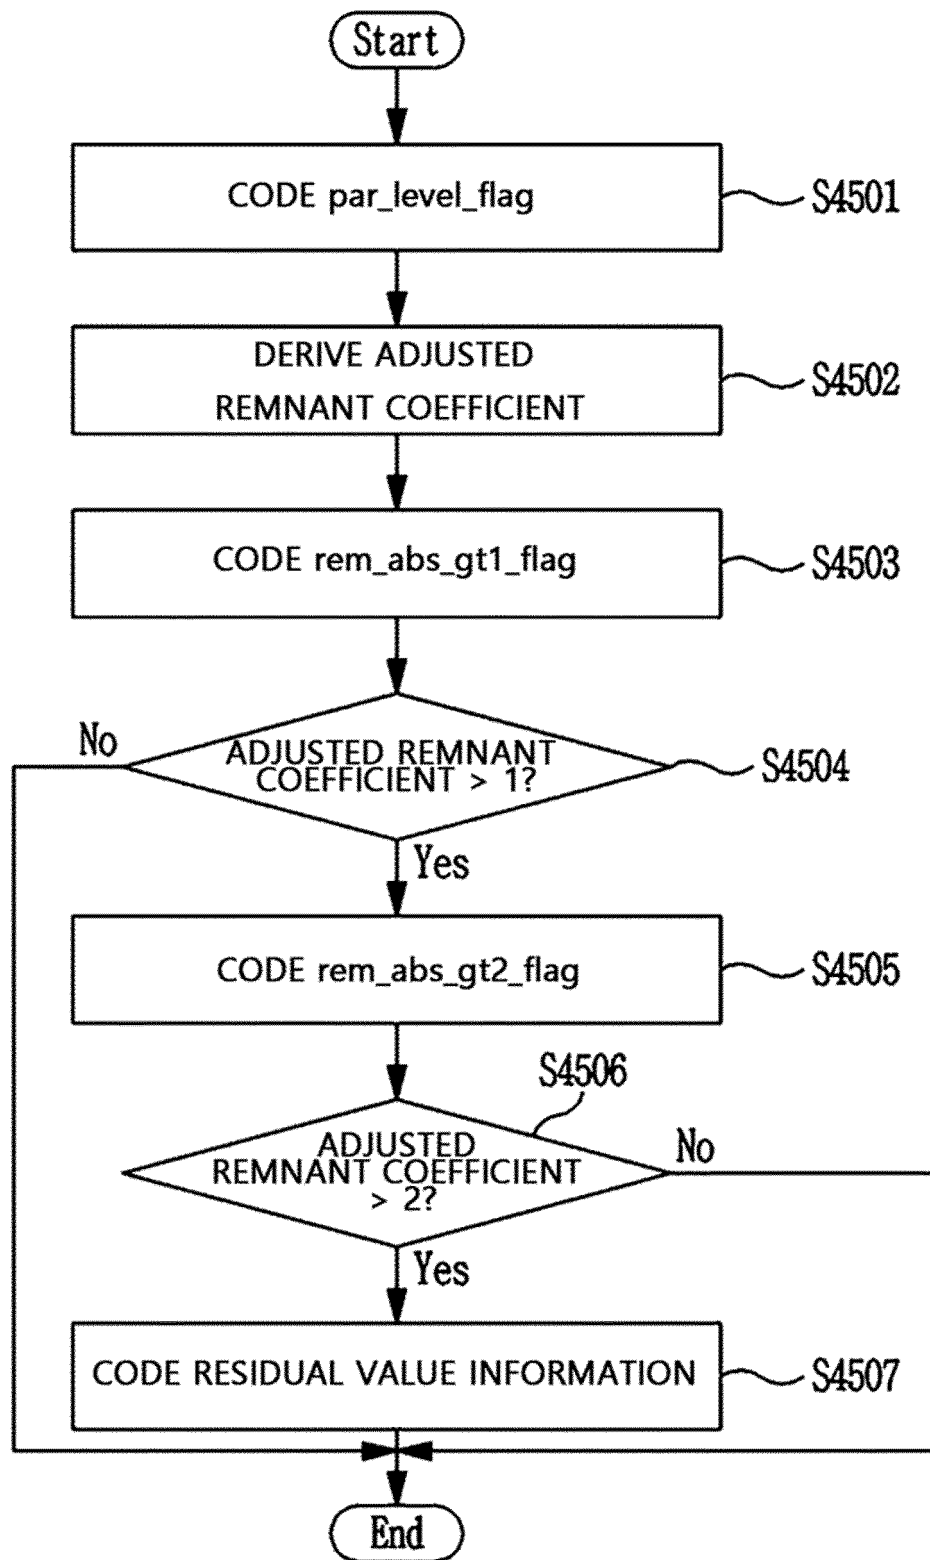 Start
CODE par_level_flag
S4501
DERIVE ADJUSTED
REMNANT COEFFICIENT
S4502
CODE rem_abs_gt1_flag
S4503
No
ADJUSTED REMNANT
COEFFICIENT > 1?
S4504
Yes
CODE rem_abs_gt2_flag
S4505
S4506
ADJUSTED
REMNANT COEFFICIENT
> 2?
No
Yes
CODE RESIDUAL VALUE INFORMATION
S4507
End